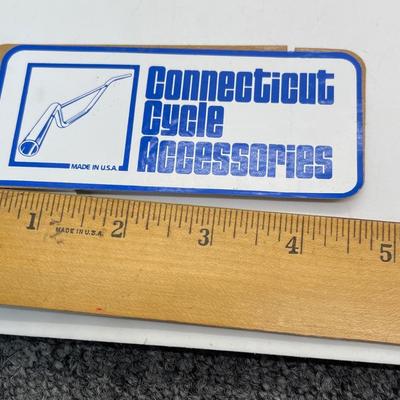 Connecticut
Cycle
Accessories
MADE IN U.S.A.
1 2 3 4 5
MADE IN U.S.A.